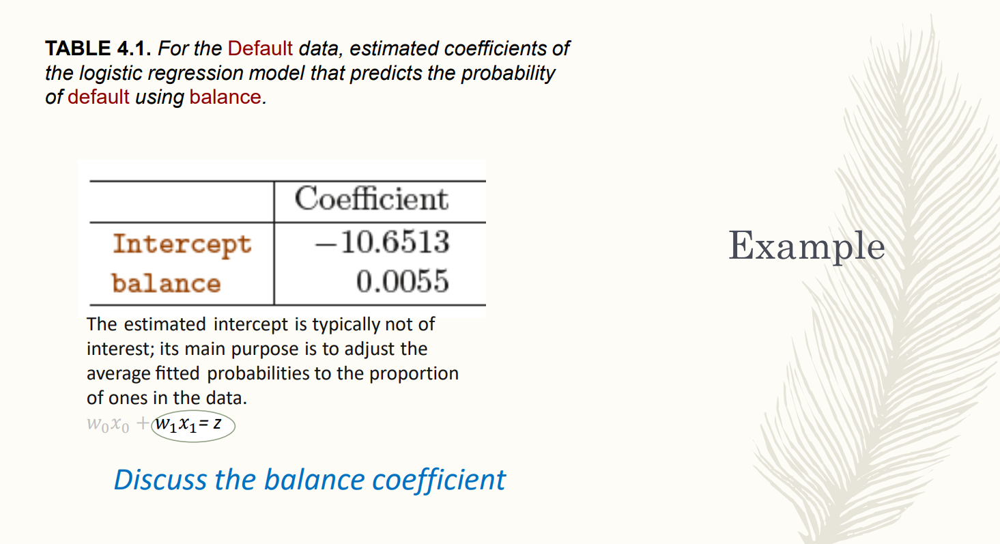 TABLE 4.1. For the Default data, estimated coefficients of
the logistic regression model that predicts the probability
of default using balance.
Coefficient
Intercept −10.6513
balance 0.0055
The estimated intercept is typically not of
interest; its main purpose is to adjust the
average fitted probabilities to the proportion
of ones in the data.
w₀x₀ + w₁x₁= z
Discuss the balance coefficient
Example